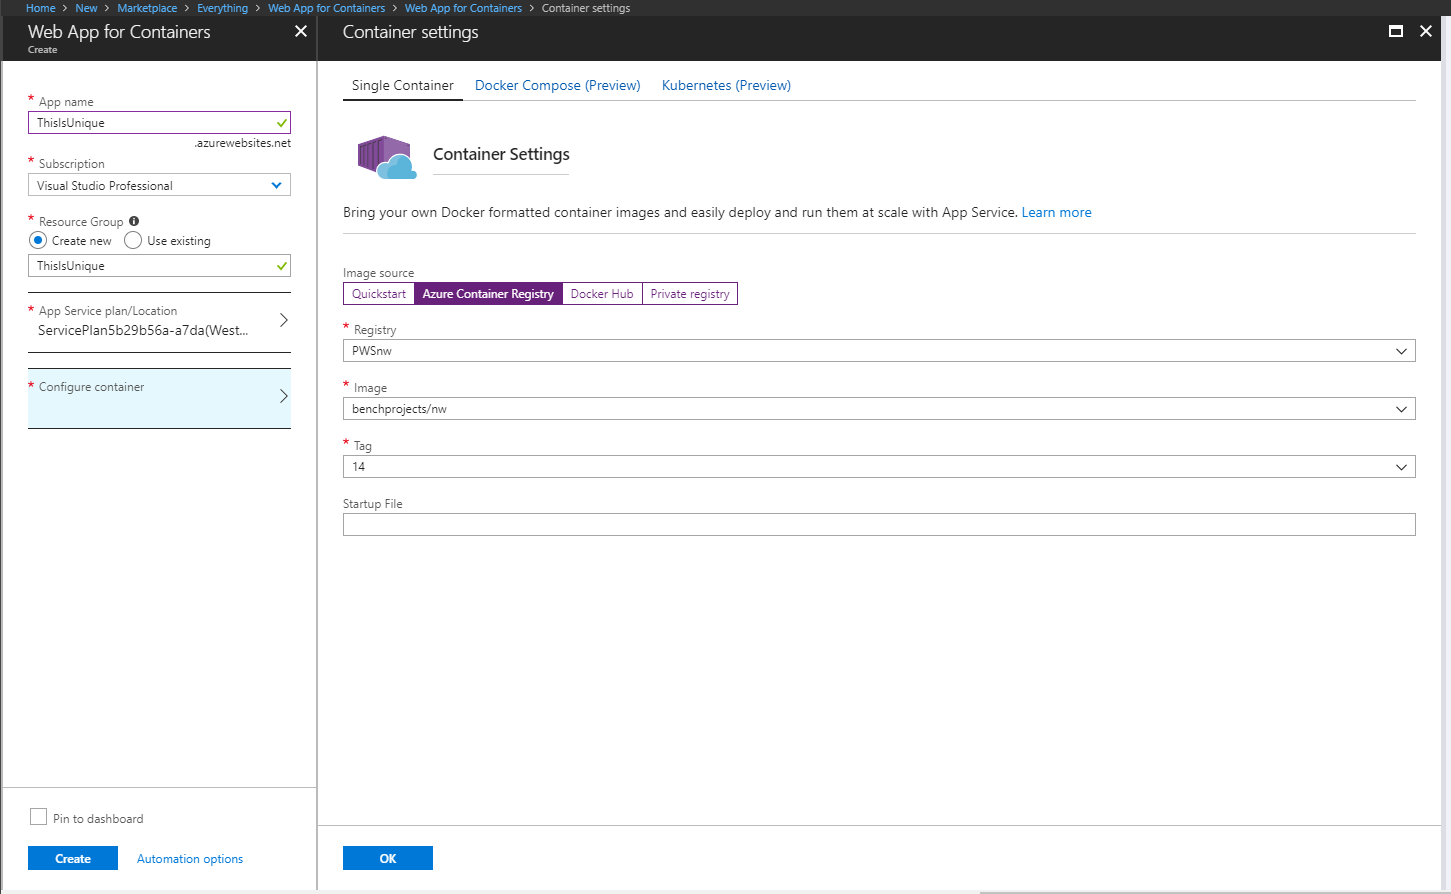 Home > New > Marketplace > Everything > Web App for Containers > Web App for Containers > Container settings
Web App for Containers
Create
* App name
ThisIsUnique
.azurewebsites.net
* Subscription
Visual Studio Professional
* Resource Group
Create new Use existing
ThisIsUnique
* App Service plan/Location
ServicePlan5b29b56a-a7da(West...
* Configure container
Pin to dashboard
Create Automation options
Container settings
Single Container Docker Compose (Preview) Kubernetes (Preview)
Container Settings
Bring your own Docker formatted container images and easily deploy and run them at scale with App Service. Learn more
Image source
Quickstart Azure Container Registry Docker Hub Private registry
* Registry
PWSnw
* Image
benchprojects/nw
* Tag
14
Startup File
OK